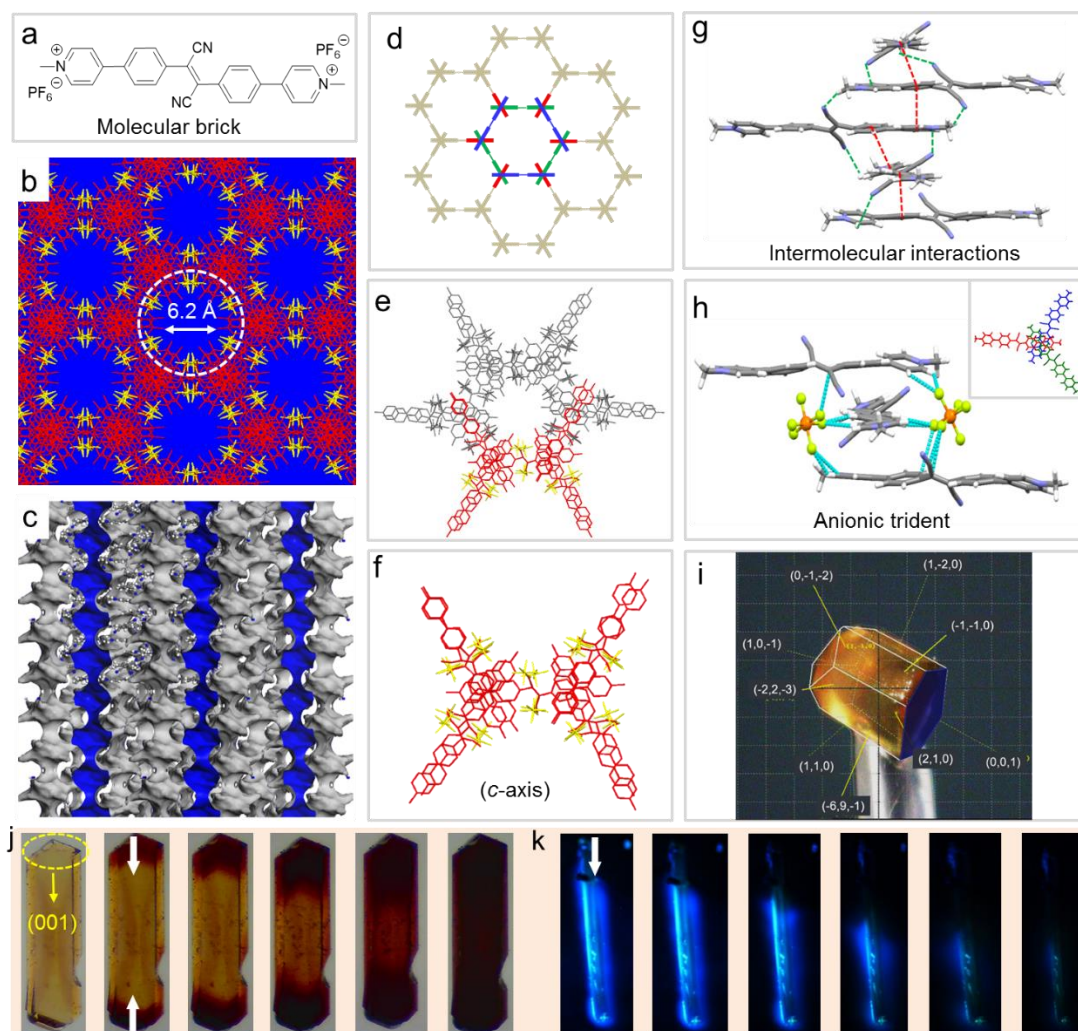 a
CN
PF6⊖
N
+
PF6⊖
N
+
CN
Molecular brick
b
6.2 Å
c
d
e
f
(c-axis)
g
Intermolecular interactions
h
Anionic trident
i
(0,-1,-2)
(1,-2,0)
(-1,-1,0)
(1,0,-1)
(-2,2,-3)
(1,1,0)
(2,1,0)
(0,0,1)
(-6,9,-1)
j
(001)
k